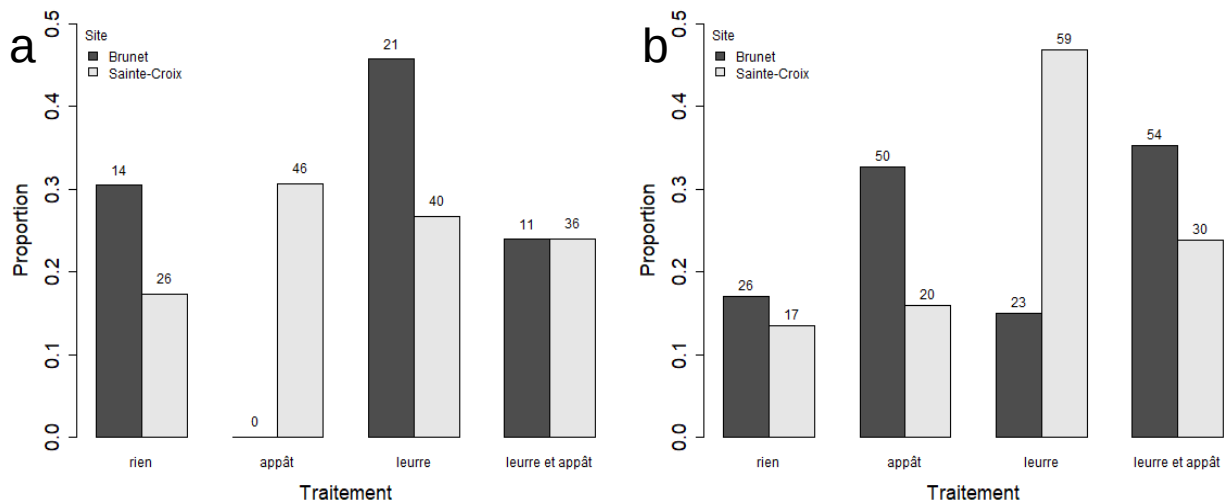 a
Site
Brunet
Sainte-Croix
Proportion
0.5
0.4
0.3
0.2
0.1
0.0
14
26
0
46
21
40
11
36
rien
appât
leurre
leurre et appât
Traitement
b
Site
Brunet
Sainte-Croix
Proportion
0.5
0.4
0.3
0.2
0.1
0.0
26
17
50
20
23
59
54
30
rien
appât
leurre
leurre et appât
Traitement